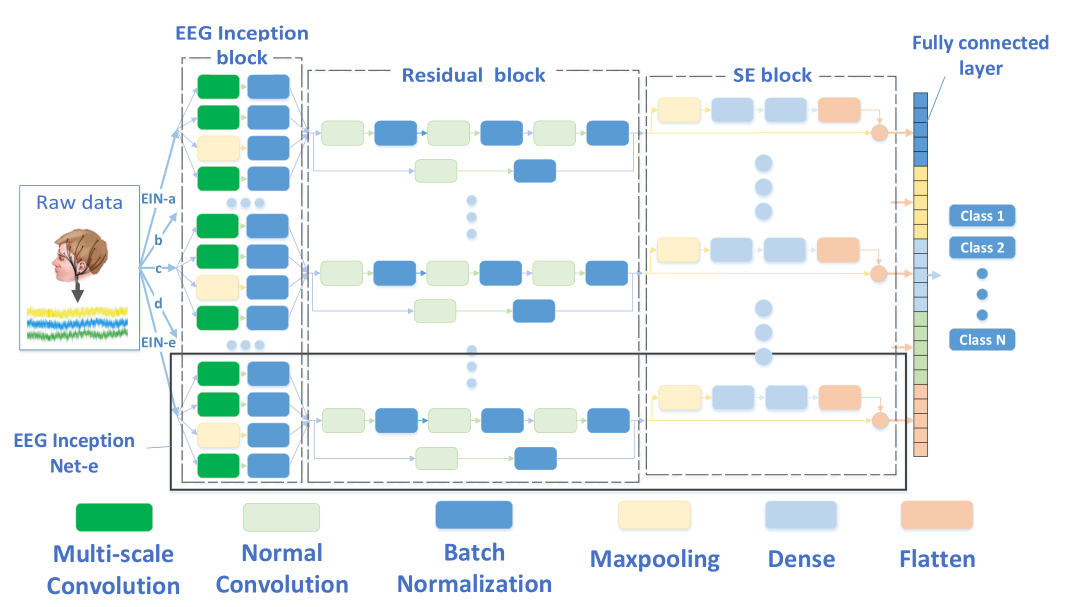 EEG Inception
block
Residual block
SE block
Fully connected
layer
Raw data
EIN-a
b
c
d
EIN-e
Class 1
Class 2
Class N
EEG Inception
Net-e
Multi-scale
Convolution
Normal
Convolution
Batch
Normalization
Maxpooling
Dense
Flatten